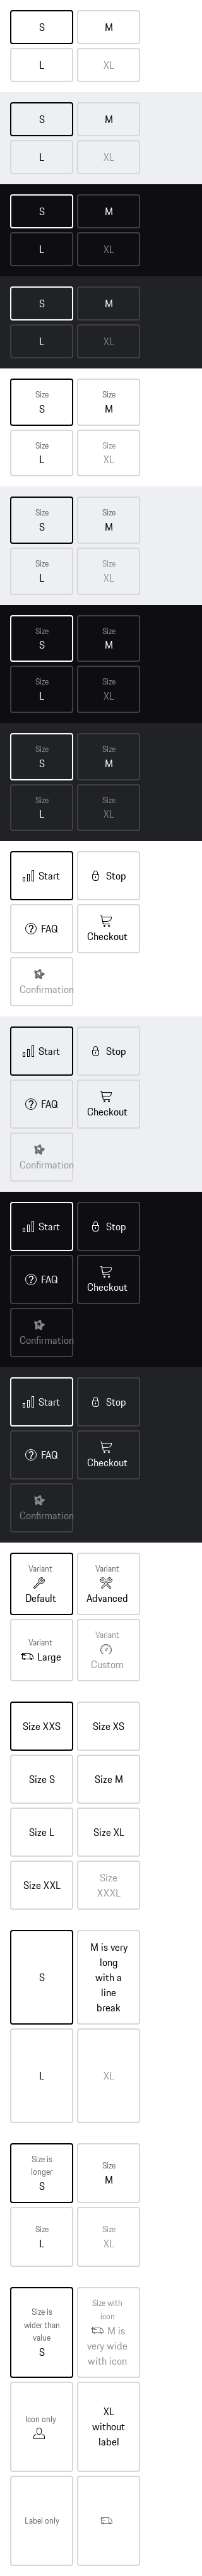 S M
L XL
S M
L XL
S M
L XL
S M
L XL
Size Size
S M
Size Size
L XL
Size Size
S M
Size Size
L XL
Size Size
S M
Size Size
L XL
Size Size
S M
Size Size
L XL
Start Stop
FAQ
Checkout
Confirmation
Start Stop
FAQ
Checkout
Confirmation
Start Stop
FAQ
Checkout
Confirmation
Start Stop
FAQ
Checkout
Confirmation
Variant
Default
Variant
Advanced
Variant
Large
Variant
Custom
Size XXS Size XS
Size S Size M
Size L Size XL
Size XXL
Size
XXXL
S
M is very
long
with a
line
break
L XL
Size is
longer
S
Size
M
Size
L
Size
XL
Size is
wider than
value
S
Size with
icon
M is
very wide
with icon
Icon only
XL
without
label
Label only